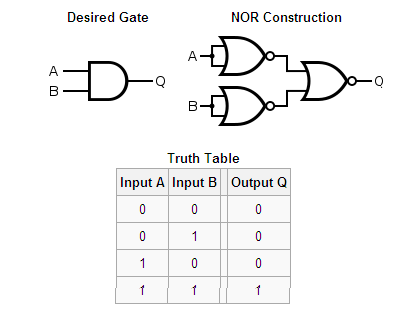 Desired Gate NOR Construction
A
B
Q
A
B
Q
Truth Table
Input A Input B Output Q
0 0 0
0 1 0
1 0 0
1 1 1